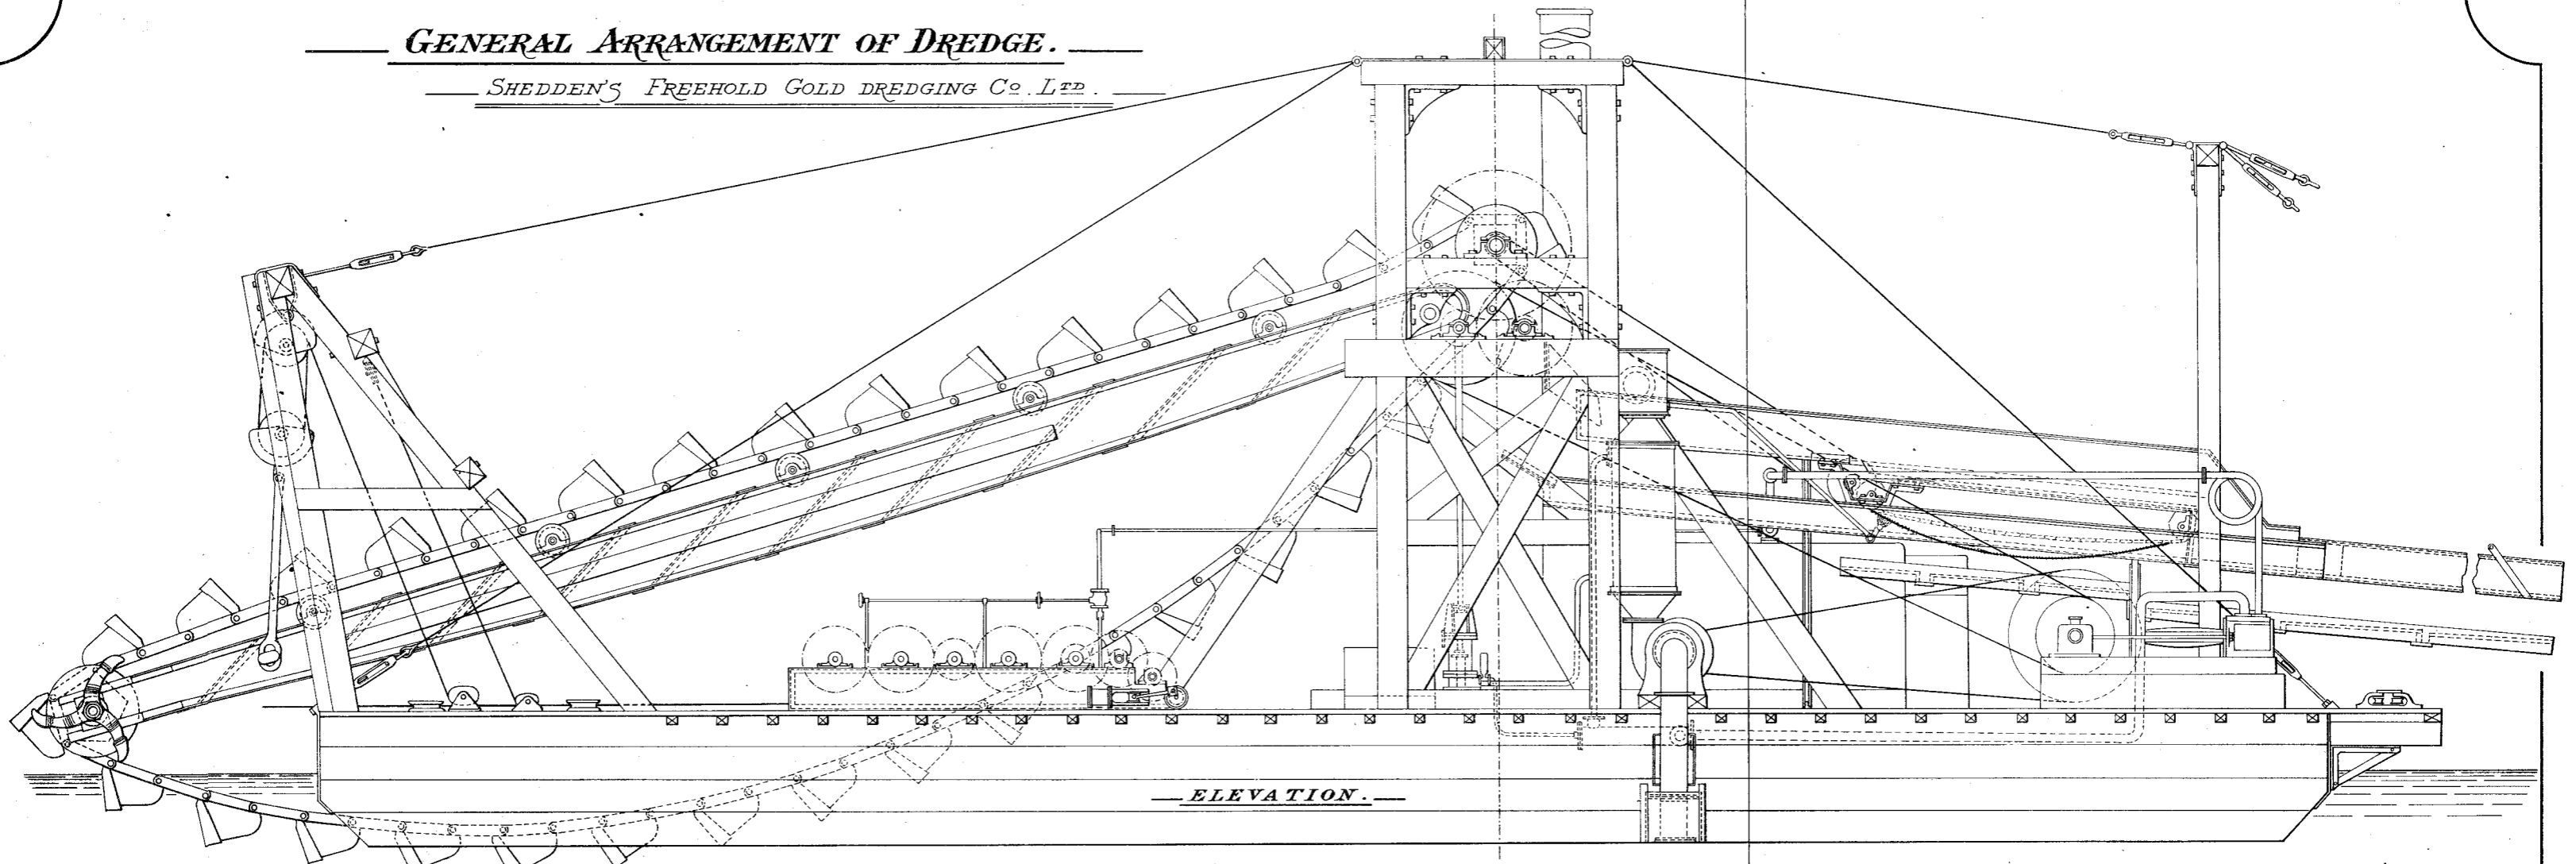 GENERAL ARRANGEMENT OF DREDGE.
SHEDDEN'S FREEHOLD GOLD DREDGING Co. LTD.
ELEVATION.